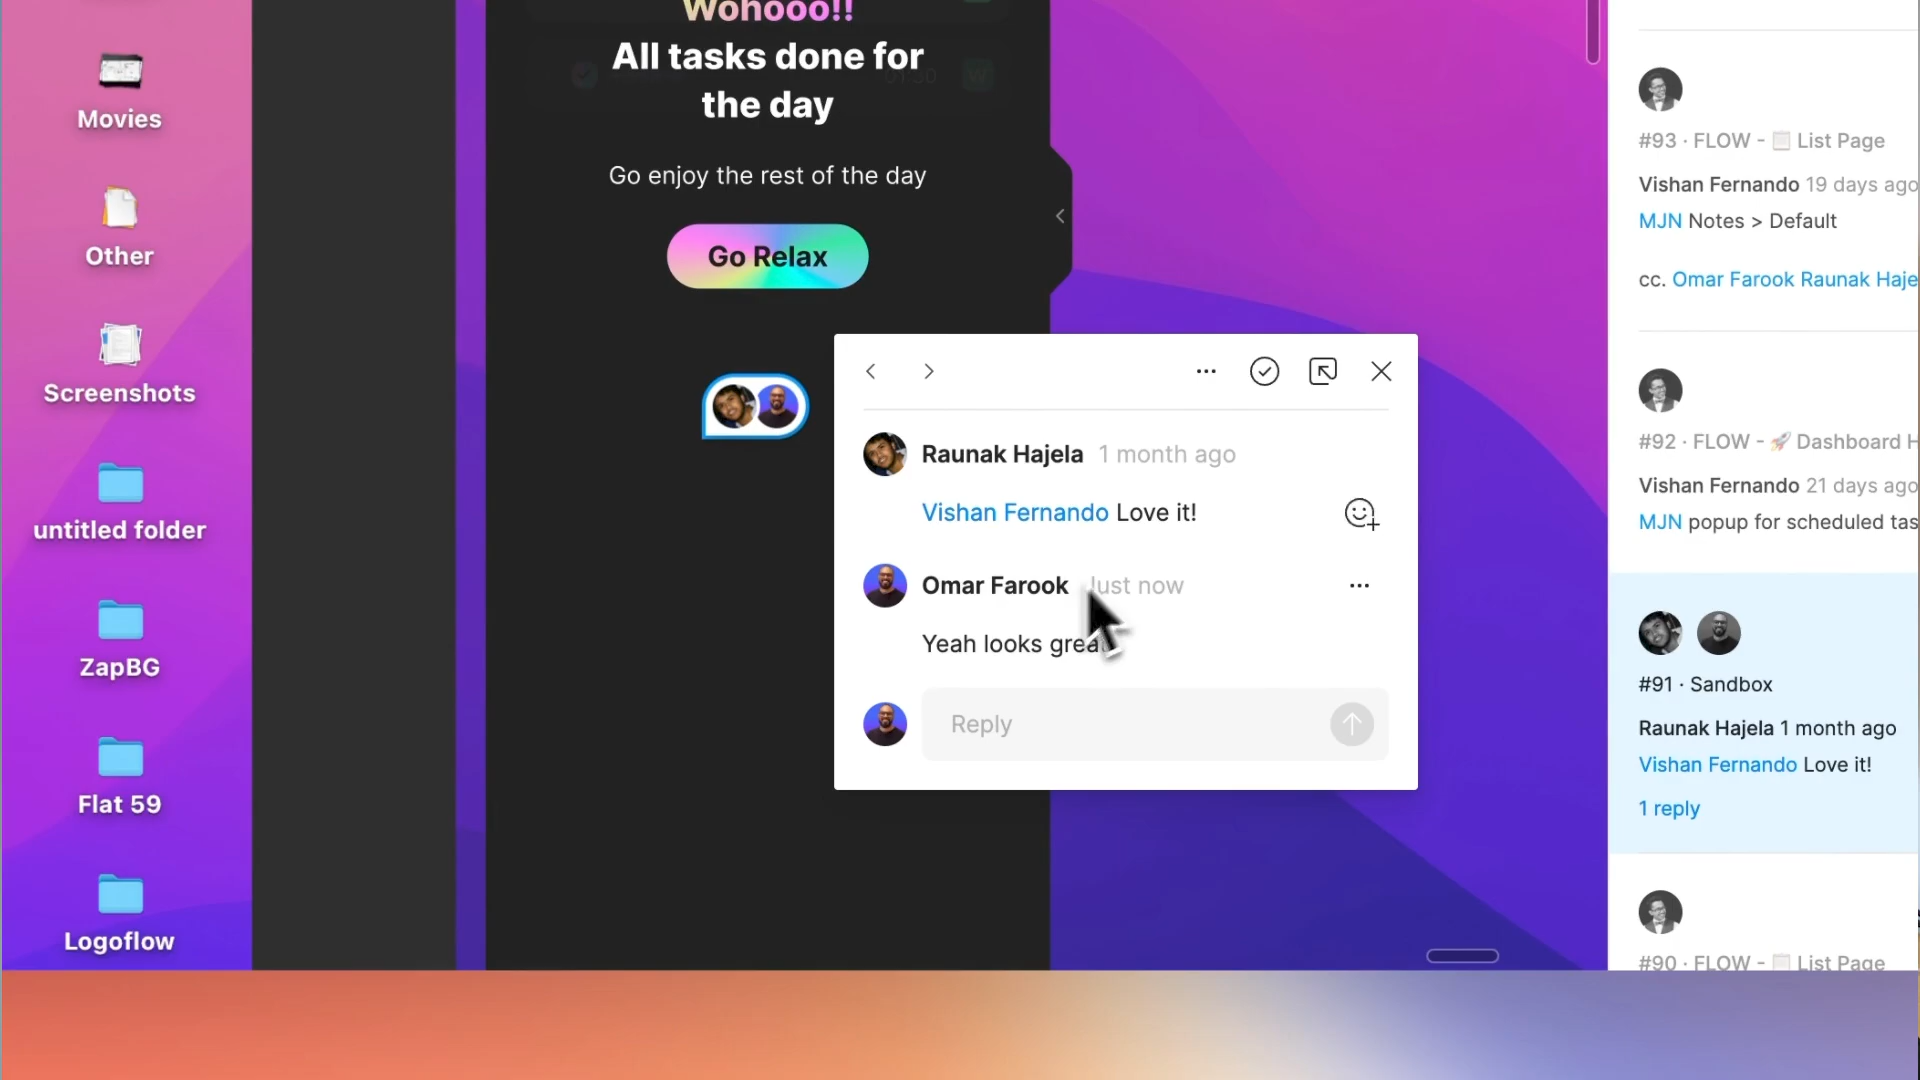 Movies
Other
Screenshots
untitled folder
ZapBG
Flat 59
Logoflow
Wohooo!!
All tasks done for
the day
01:30
Go enjoy the rest of the day
Go Relax
Raunak Hajela 1 month ago
Vishan Fernando Love it!
Omar Farook Just now
Yeah looks great
Reply
#93 · FLOW - List Page
Vishan Fernando 19 days ago
MJN Notes > Default
cc. Omar Farook Raunak Haje
#92 · FLOW - 🚀 Dashboard H
Vishan Fernando 21 days ago
MJN popup for scheduled tas
#91 · Sandbox
Raunak Hajela 1 month ago
Vishan Fernando Love it!
1 reply
#90 · FLOW - List Page